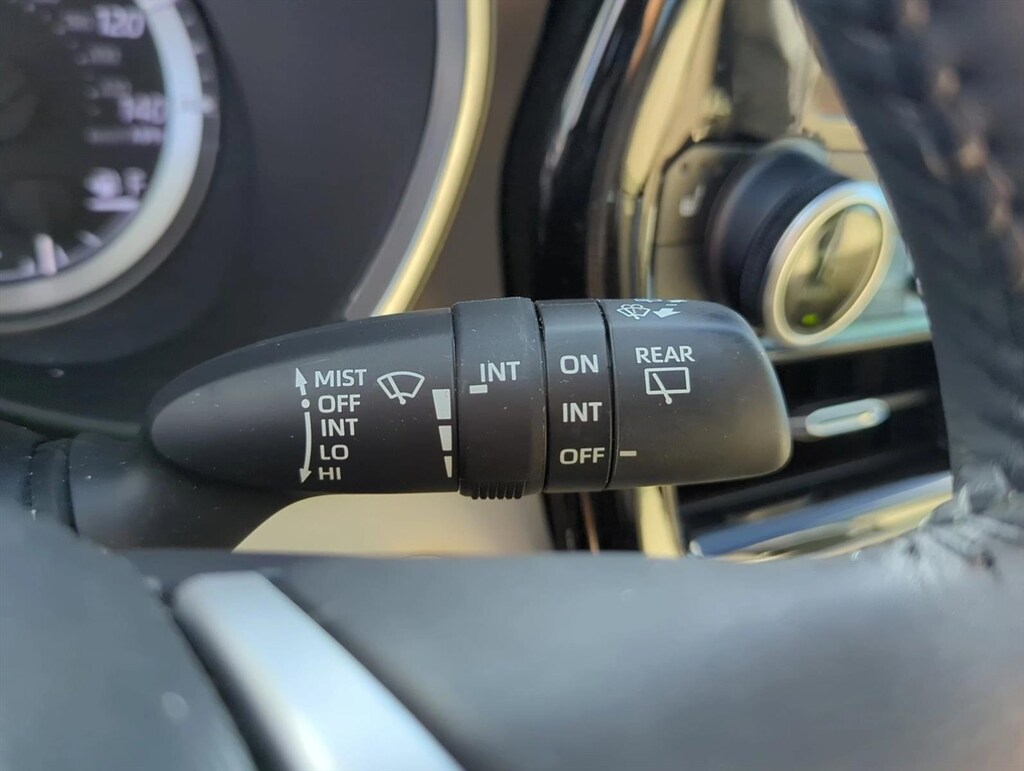 120
140
F
MIST
OFF
INT
LO
HI
INT
ON
INT
OFF
REAR